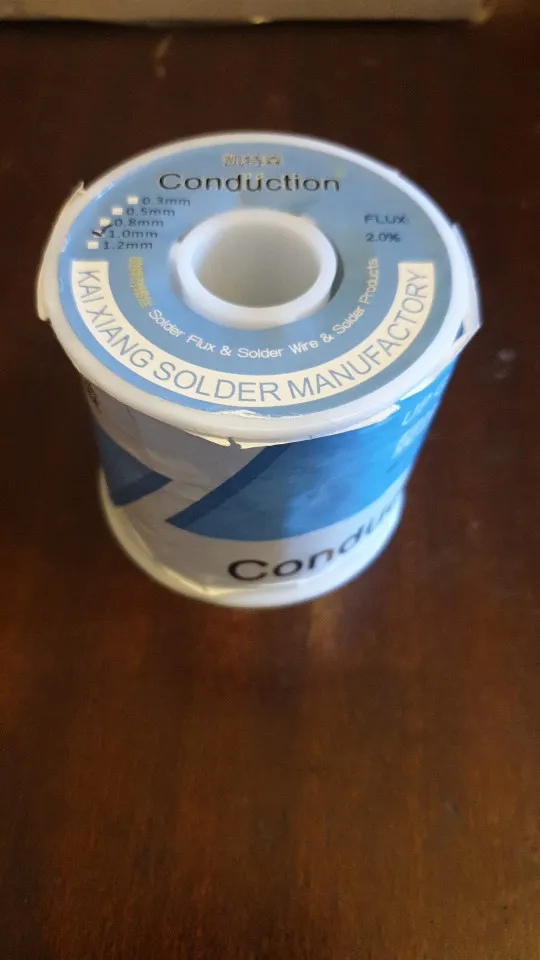 Conduction
0.3mm
0.5mm
0.8mm
1.0mm
1.2mm
FLUX:
2.0%
Solder Flux & Solder Wire & Solder Products
KAI XIANG SOLDER MANUFACTORY
Conduc